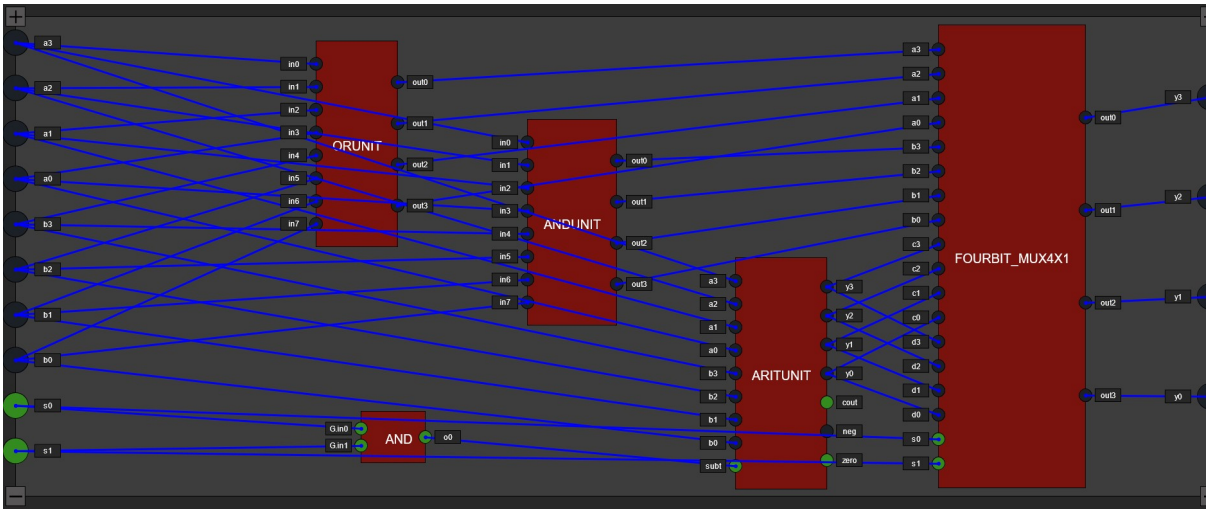 a3
a2
a1
a0
b3
b2
b1
b0
s0
s1
in0
in1
in2
in3
in4
in5
in6
in7
ORUNIT
out0
out1
out2
out3
in0
in1
in2
in3
in4
in5
in6
in7
ANDUNIT
out0
out1
out2
out3
G.in0
G.in1
AND
o0
a3
a2
a1
a0
b3
b2
b1
b0
subt
ARITUNIT
y3
y2
y1
y0
cout
neg
zero
a3
a2
a1
a0
b3
b2
b1
b0
c3
c2
c1
c0
d3
d2
d1
d0
s0
s1
FOURBIT_MUX4X1
out0
out1
out2
out3
y3
y2
y1
y0